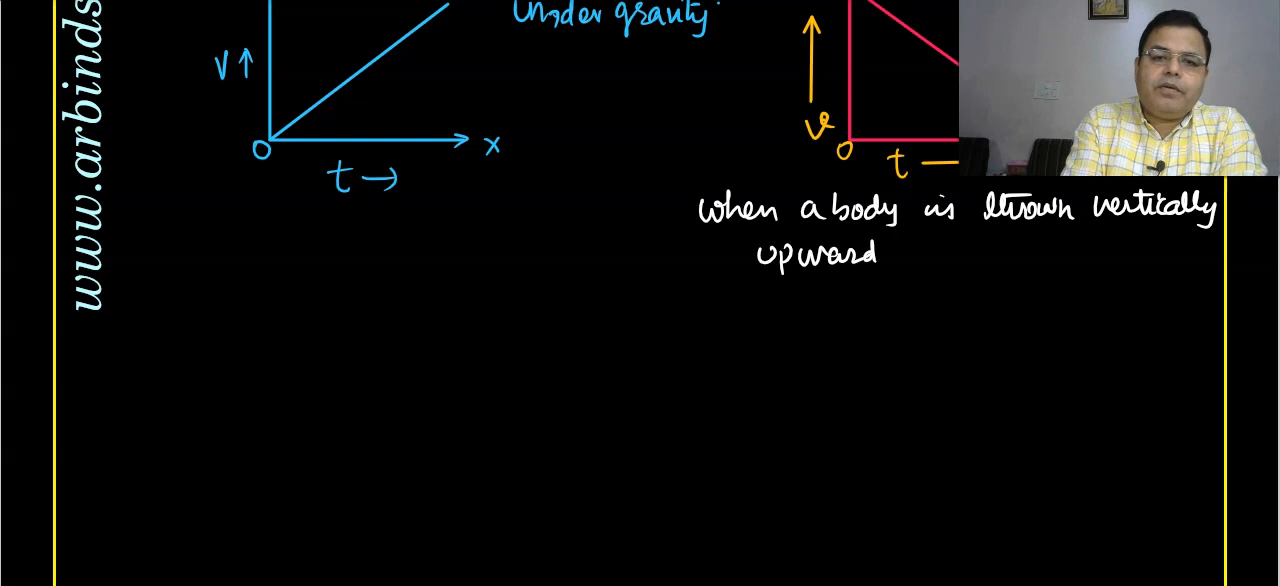 www.arbinds
under gravity
V ↑
O
x
t →
v
O
t —
when a body is thrown vertically
upward